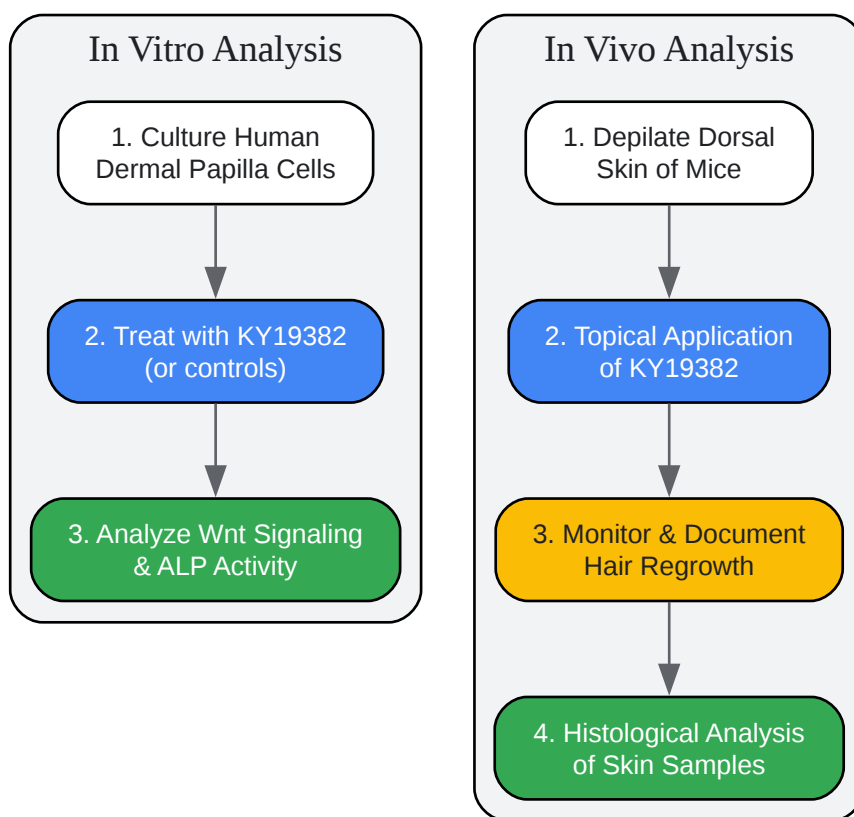 In Vitro Analysis
1. Culture Human
Dermal Papilla Cells
2. Treat with KY19382
(or controls)
3. Analyze Wnt Signaling
& ALP Activity
In Vivo Analysis
1. Depilate Dorsal
Skin of Mice
2. Topical Application
of KY19382
3. Monitor & Document
Hair Regrowth
4. Histological Analysis
of Skin Samples